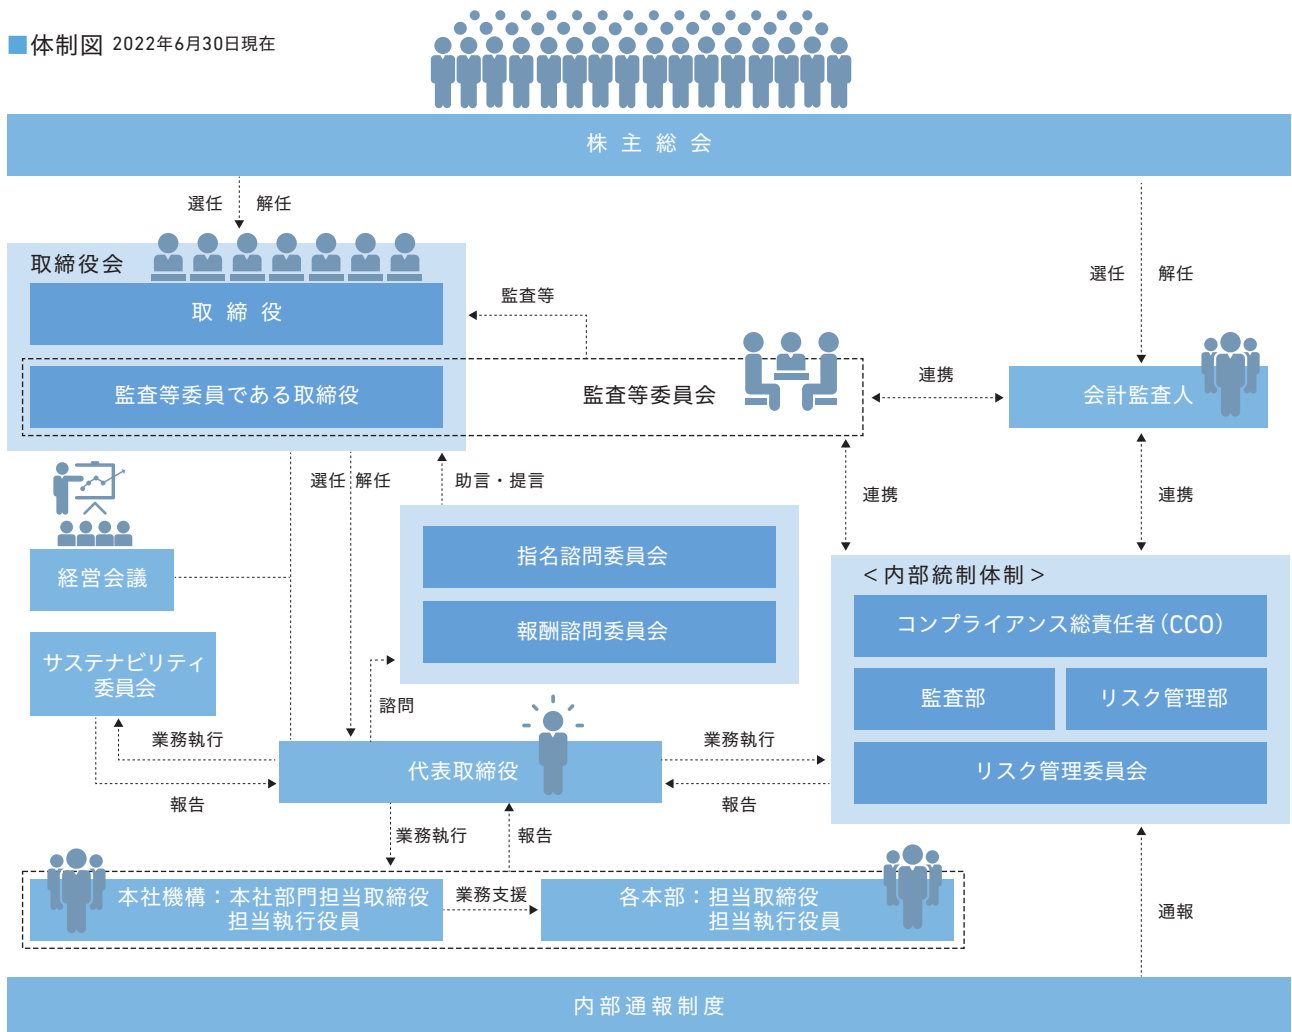 体制図 2022年6月30日現在
株主総会
選任 解任
取締役会
取締役
監査等
選任 解任
監査等委員である取締役
監査等委員会
連携
会計監査人
選任 解任
助言・提言
連携
連携
指名諮問委員会
報酬諮問委員会
経営会議
<内部統制体制>
コンプライアンス総責任者(CCO)
監査部
リスク管理部
リスク管理委員会
サステナビリティ
委員会
諮問
業務執行
報告
代表取締役
業務執行
報告
業務執行
報告
本社機構:本社部門担当取締役
担当執行役員
業務支援
各本部:担当取締役
担当執行役員
通報
内部通報制度